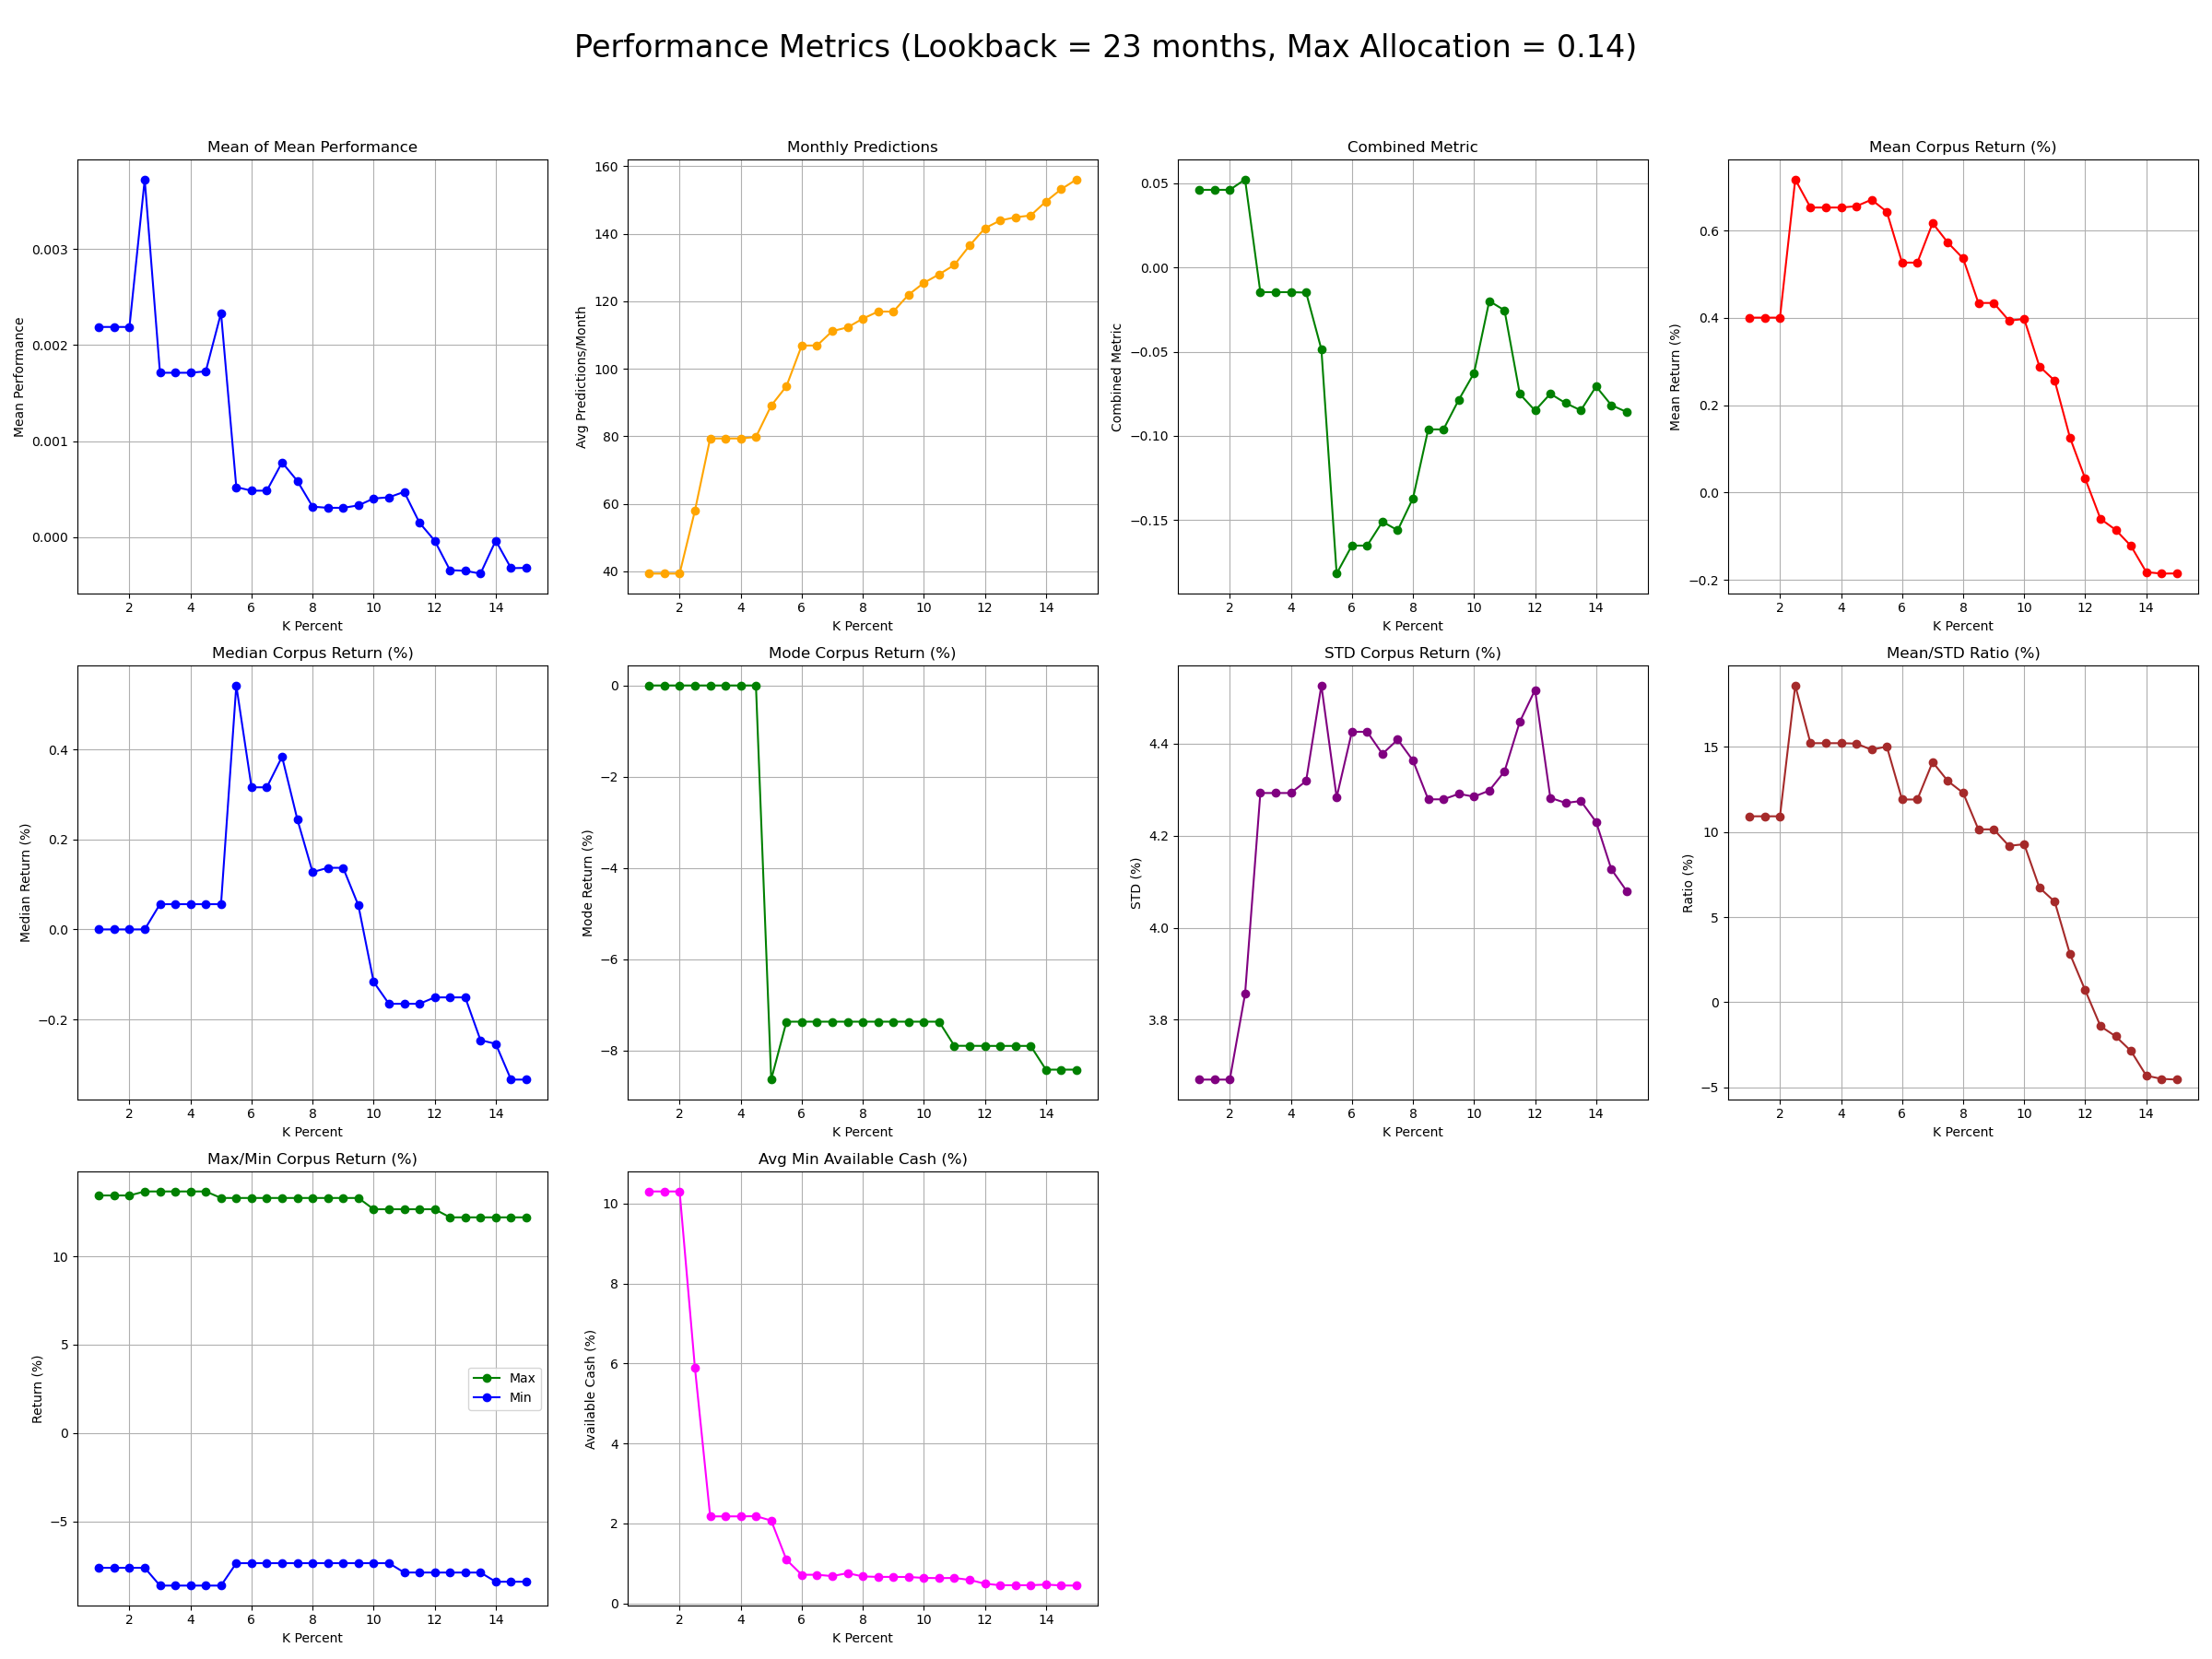 Performance Metrics (Lookback = 23 months, Max Allocation = 0.14)
Mean of Mean Performance
Mean Performance
0.003
0.002
0.001
0.000
2 4 6 8 10 12 14
K Percent
Monthly Predictions
Avg Predictions/Month
160
140
120
100
80
60
40
2 4 6 8 10 12 14
K Percent
Combined Metric
Combined Metric
0.05
0.00
−0.05
−0.10
−0.15
2 4 6 8 10 12 14
K Percent
Mean Corpus Return (%)
Mean Return (%)
0.6
0.4
0.2
0.0
−0.2
2 4 6 8 10 12 14
K Percent
Median Corpus Return (%)
Median Return (%)
0.4
0.2
0.0
−0.2
2 4 6 8 10 12 14
K Percent
Mode Corpus Return (%)
Mode Return (%)
0
−2
−4
−6
−8
2 4 6 8 10 12 14
K Percent
STD Corpus Return (%)
STD (%)
4.4
4.2
4.0
3.8
2 4 6 8 10 12 14
K Percent
Mean/STD Ratio (%)
Ratio (%)
15
10
5
0
−5
2 4 6 8 10 12 14
K Percent
Max/Min Corpus Return (%)
Return (%)
10
5
0
−5
Max
Min
2 4 6 8 10 12 14
K Percent
Avg Min Available Cash (%)
Available Cash (%)
10
8
6
4
2
0
2 4 6 8 10 12 14
K Percent